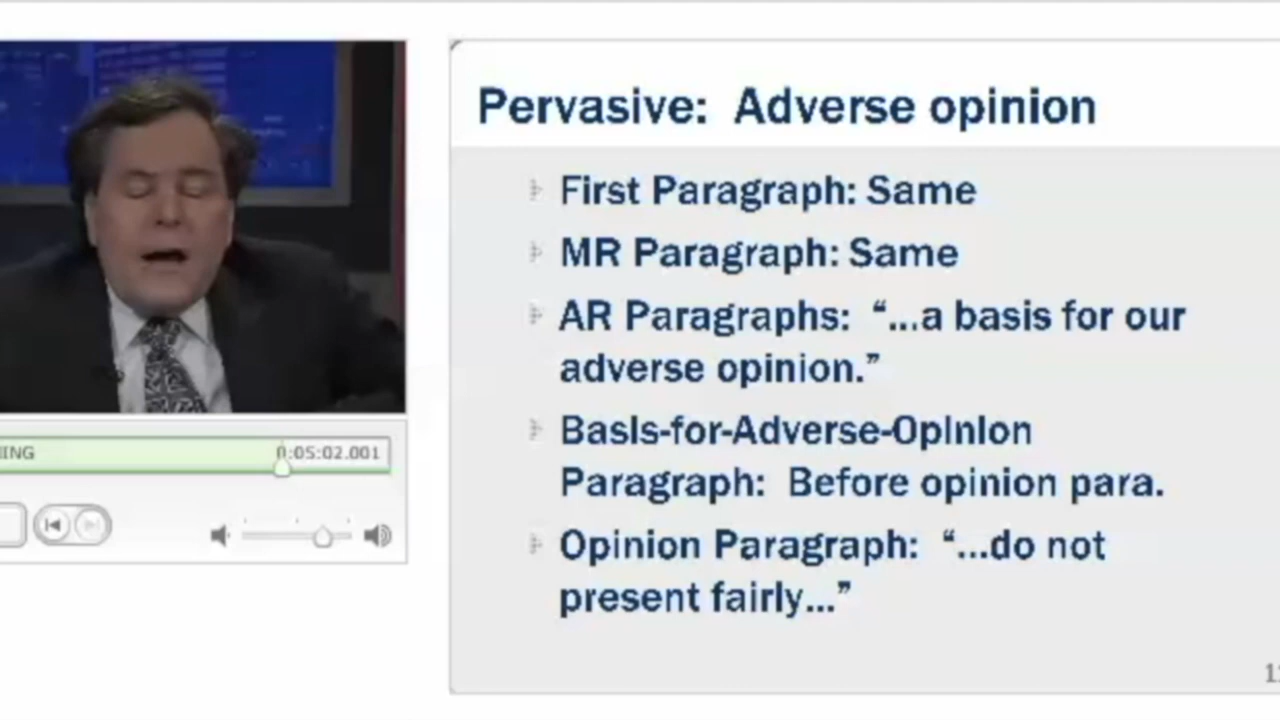 Pervasive: Adverse opinion
First Paragraph: Same
MR Paragraph: Same
AR Paragraphs: “...a basis for our
adverse opinion.”
Basis-for-Adverse-Opinion
Paragraph: Before opinion para.
Opinion Paragraph: “...do not
present fairly...”
ING
0:05:02.001